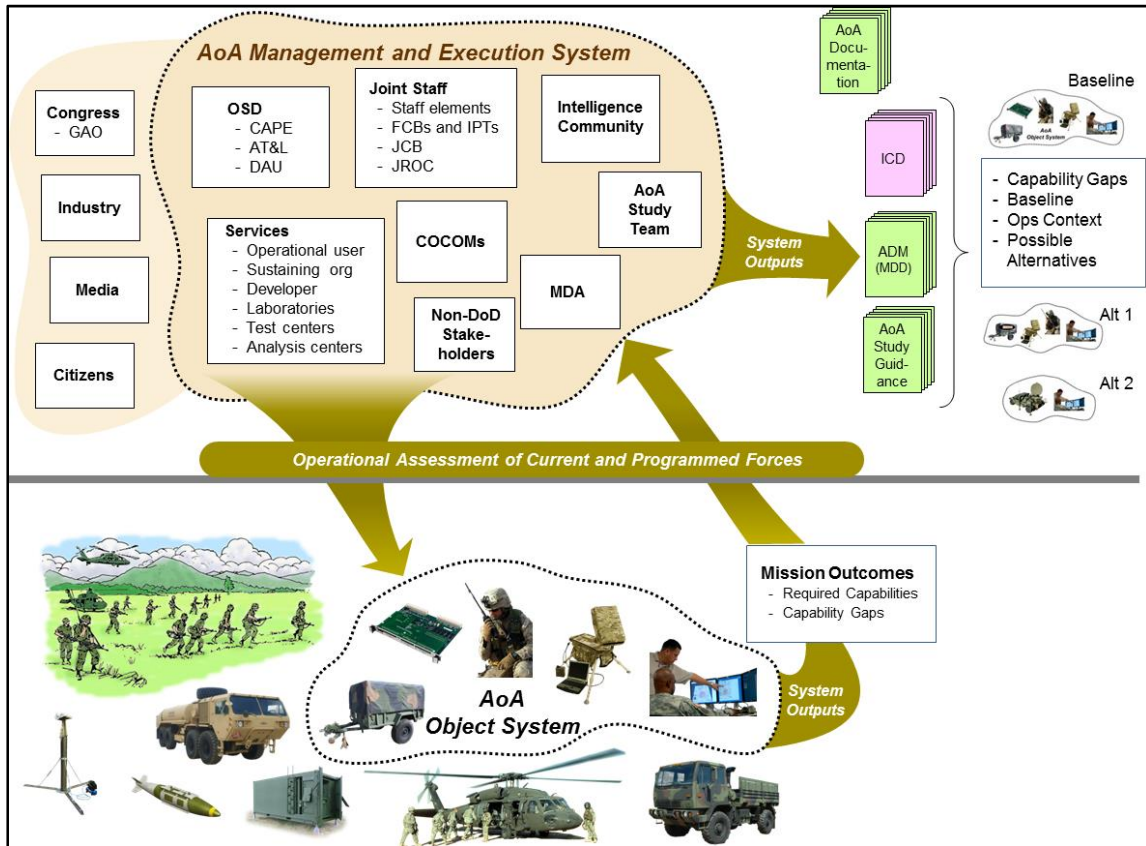 AoA Management and Execution System
Congress
- GAO
Industry
Media
Citizens
OSD
- CAPE
- AT&L
- DAU
Joint Staff
- Staff elements
- FCBs and IPTs
- JCB
- JROC
Intelligence
Community
Services
- Operational user
- Sustaining org
- Developer
- Laboratories
- Test centers
- Analysis centers
COCOMs
AoA
Study
Team
MDA
Non-DoD
Stake-
holders
System
Outputs
AoA
Docu-
menta-
tion
ICD
ADM
(MDD)
AoA
Study
Guid-
ance
Baseline
AoA
Object System
- Capability Gaps
- Baseline
- Ops Context
- Possible
Alternatives
Alt 1
Alt 2
Operational Assessment of Current and Programmed Forces
Mission Outcomes
- Required Capabilities
- Capability Gaps
AoA
Object System
System
Outputs